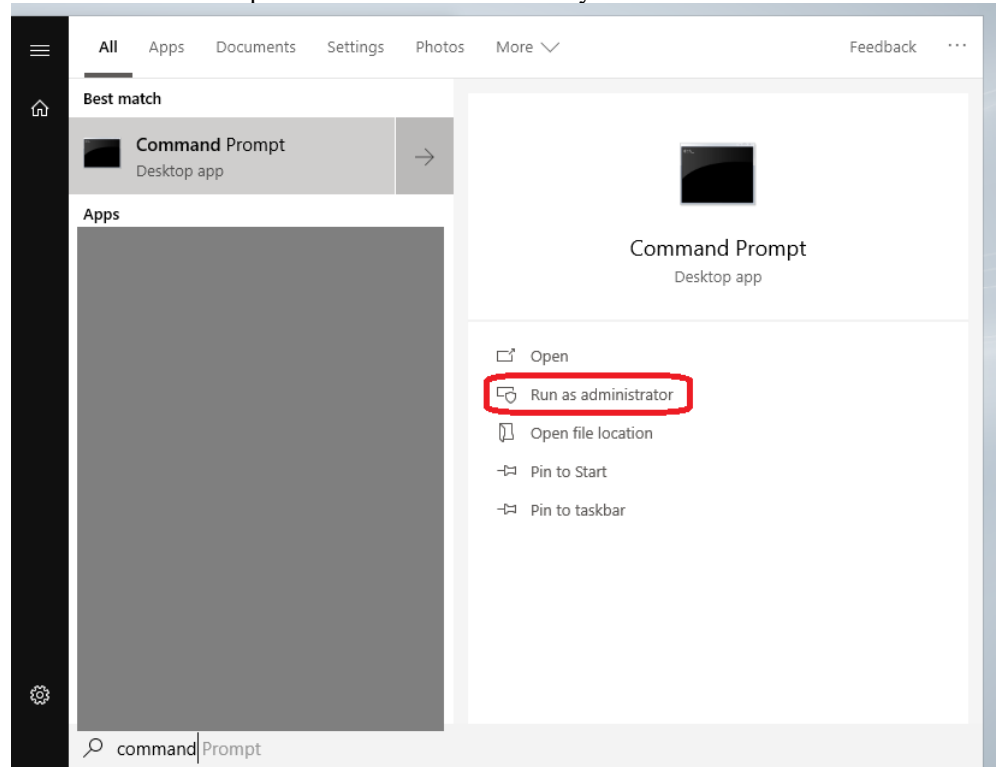 All Apps Documents Settings Photos More Feedback ...
Best match
Command Prompt
Desktop app
Apps
Command Prompt
Desktop app
Open
Run as administrator
Open file location
Pin to Start
Pin to taskbar
command Prompt